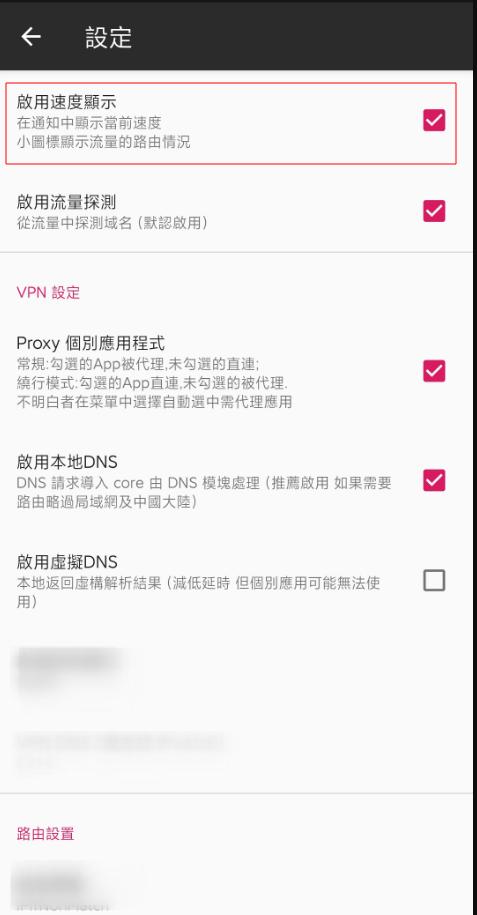 設定
啟用速度顯示
在通知中顯示當前速度
小圖標顯示流量的路由情況
啟用流量探測
從流量中探測域名 (默認啟用)
VPN 設定
Proxy 個別應用程式
常規:勾選的App被代理,未勾選的直連;
繞行模式:勾選的App直連,未勾選的被代理.
不明白者在菜單中選擇自動選中需代理應用
啟用本地DNS
DNS 請求導入 core 由 DNS 模塊處理 (推薦啟用 如果需要
路由略過局域網及中國大陸)
啟用虛擬DNS
本地返回虛構解析結果 (減低延時 但個別應用可能無法使
用)
路由設置